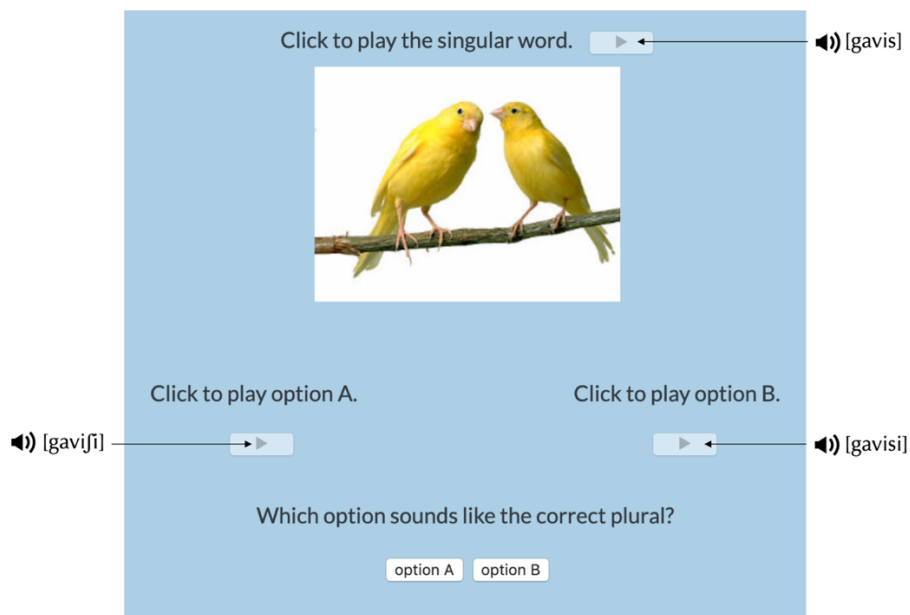 Click to play the singular word.
[gavis]
Click to play option A.
Click to play option B.
[gaviʃi]
[gavisi]
Which option sounds like the correct plural?
option A
option B